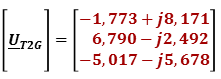 [U_T2G] = [−1,773 + j8,171
6,790 − j2,492
−5,017 − j5,678]